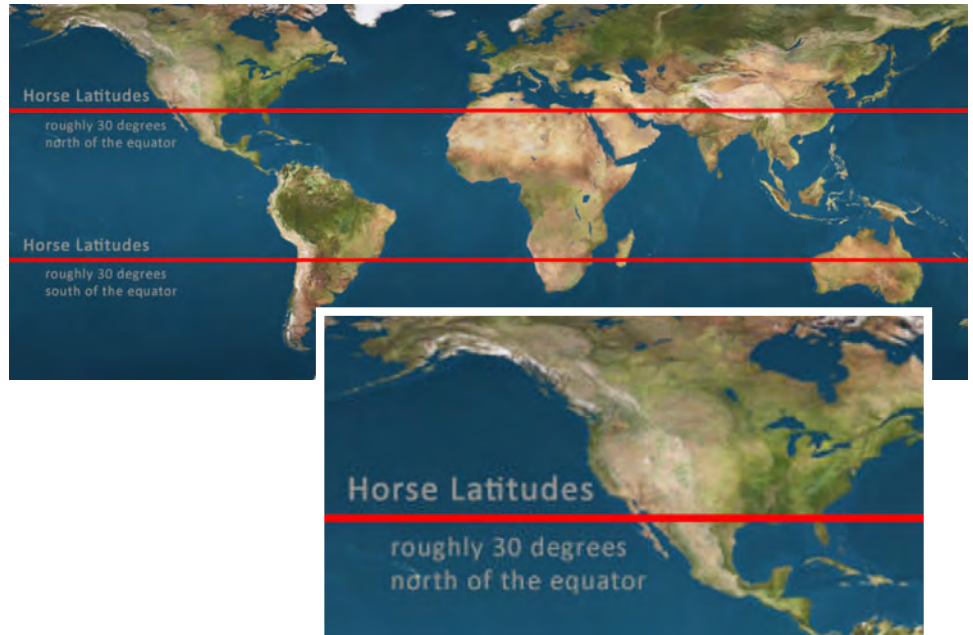 Horse Latitudes
roughly 30 degrees
north of the equator
Horse Latitudes
roughly 30 degrees
south of the equator
Horse Latitudes
roughly 30 degrees
north of the equator